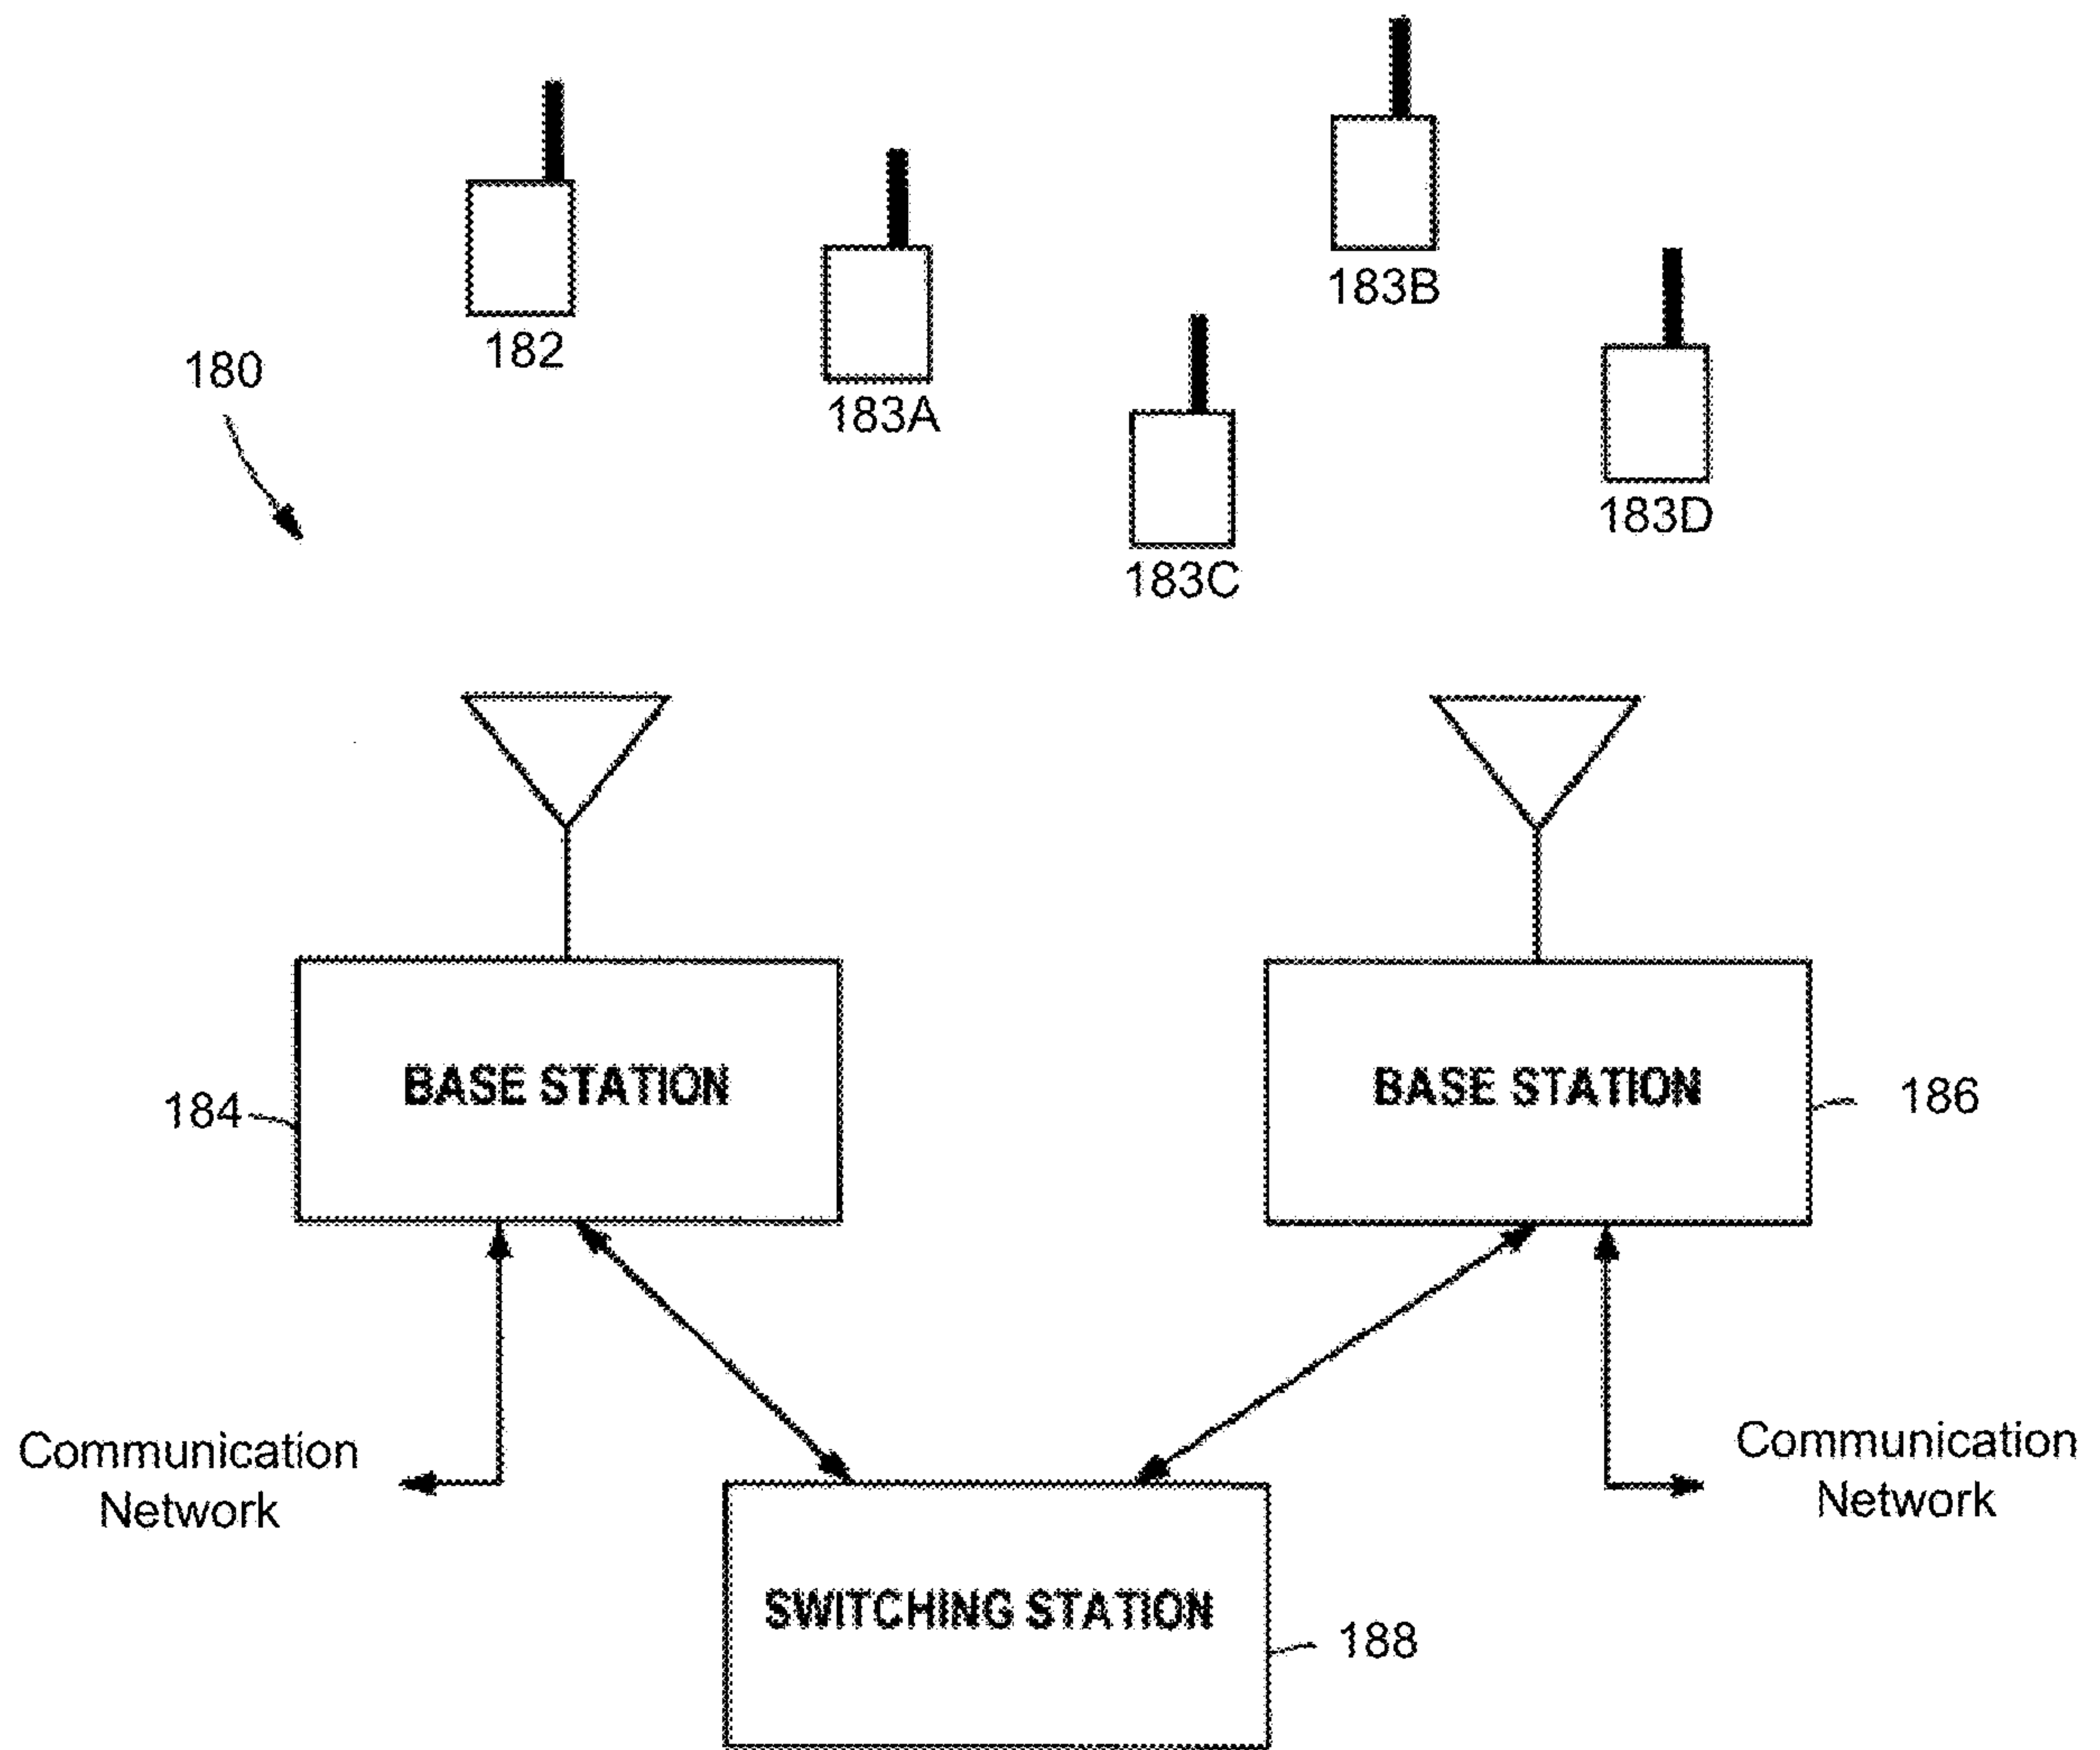 183B
182
180
183A
183D
183C
BASE STATION
BASE STATION
184
186
Communication
Network
Communication
Network
SWITCHING STATION
188